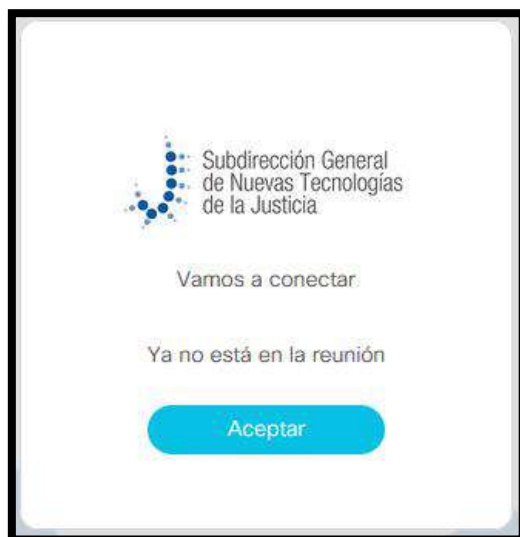 Subdirección General
de Nuevas Tecnologías
de la Justicia
Vamos a conectar
Ya no está en la reunión
Aceptar